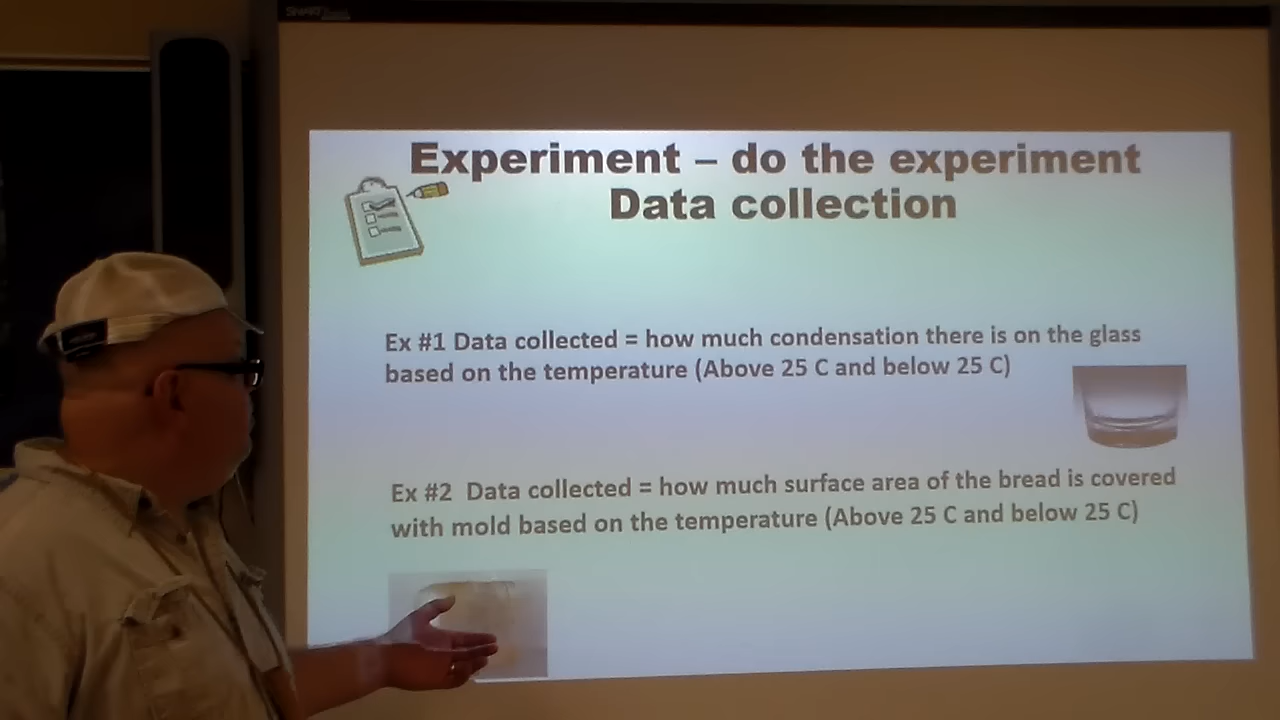 SMART
Experiment – do the experiment
Data collection
Ex #1 Data collected = how much condensation there is on the glass
based on the temperature (Above 25 C and below 25 C)
Ex #2  Data collected = how much surface area of the bread is covered
with mold based on the temperature (Above 25 C and below 25 C)